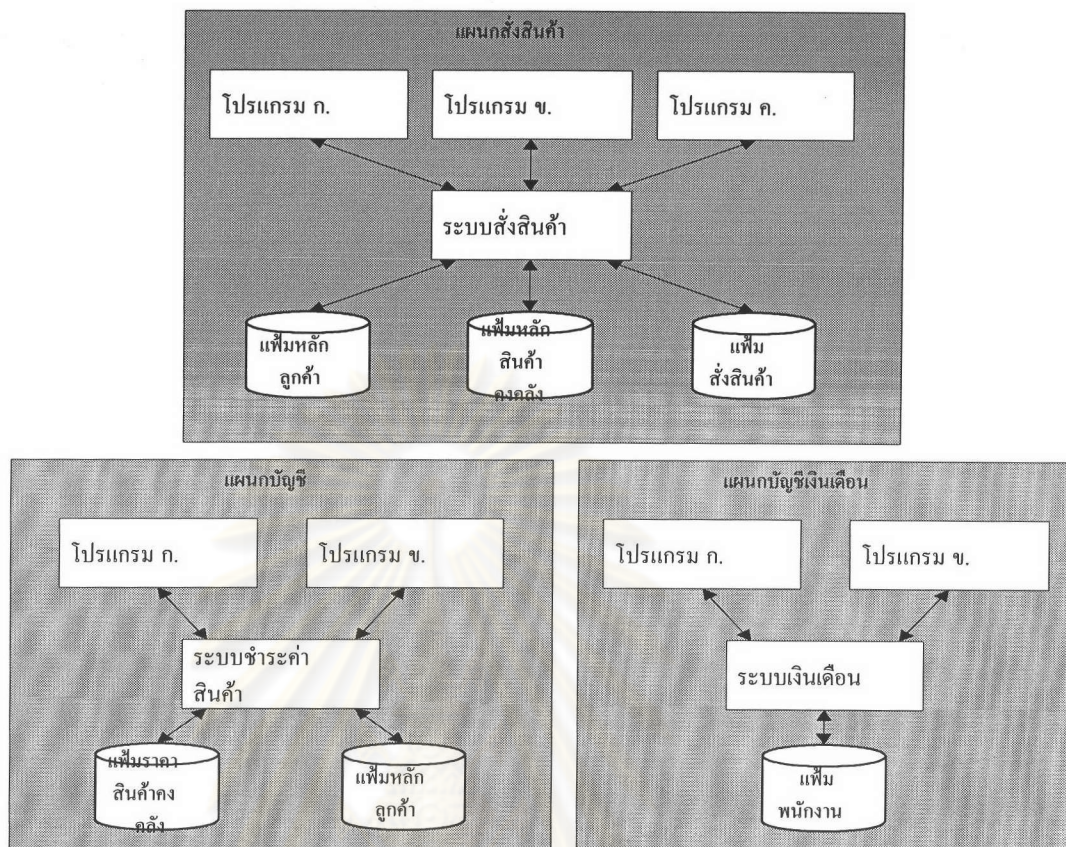 แผนกสั่งสินค้า
โปรแกรม ก.
โปรแกรม ข.
โปรแกรม ค.
ระบบสั่งสินค้า
แฟ้มหลัก
ลูกค้า
แฟ้มหลัก
สินค้า
คงคลัง
แฟ้ม
สั่งสินค้า
แผนกบัญชี
โปรแกรม ก.
โปรแกรม ข.
ระบบชำระค่า
สินค้า
แฟ้มราคา
สินค้าคง
คลัง
แฟ้มหลัก
ลูกค้า
แผนกบัญชีเงินเดือน
โปรแกรม ก.
โปรแกรม ข.
ระบบเงินเดือน
แฟ้ม
พนักงาน